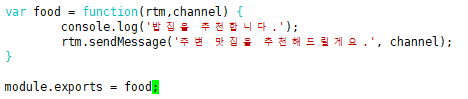 var food = function(rtm,channel) {
        console.log('밥집을 추천합니다.');
        rtm.sendMessage('주변 맛집을 추천해드릴게요.', channel);
}

module.exports = food;